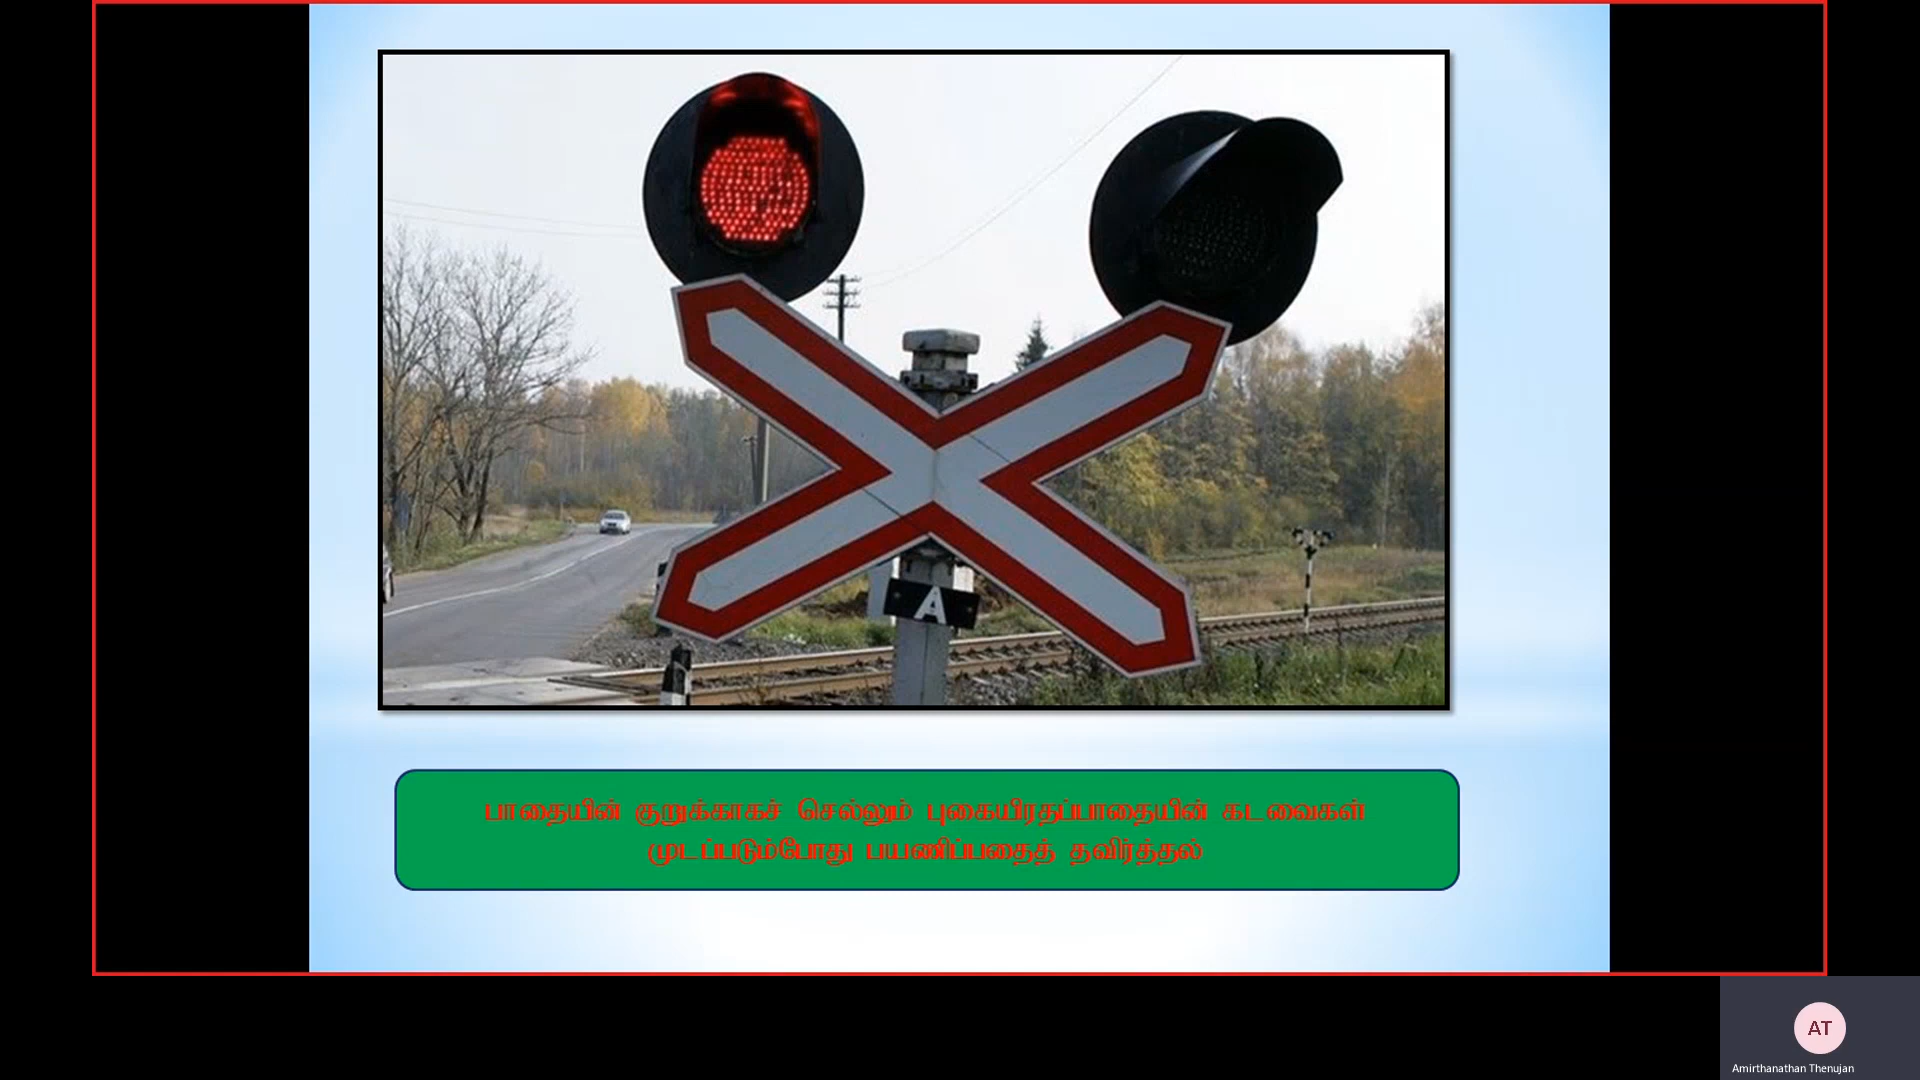 A
பாதையின் குறுக்காகச் செல்லும் புகையிரதப்பாதையின் கடவைகள்
முடப்படும்போது பயணிப்பதைத் தவிர்த்தல்
AT
Amirthanathan Thenujan